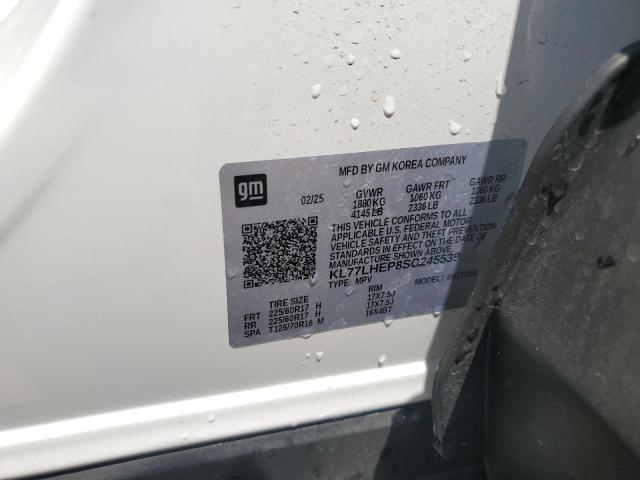 MFD BY GM KOREA COMPANY
gm
02/25
GVWR GAWR FRT GAWR RR
1880 KG 1060 KG 1060 KG
4145 LB 2336 LB 2336 LB
THIS VEHICLE CONFORMS TO ALL
APPLICABLE U.S. FEDERAL MOTOR
VEHICLE SAFETY AND THEFT PREVENTION
STANDARDS IN EFFECT ON THE DATE OF
MANUFACTURE SHOWN ABOVE.
KL77LHEP8SC245539
TYPE: MPV MODEL:
TIRE SIZE RIM
FRT 225/60R17 H 17X7.5J
RR 225/60R17 H 17X7.5J
SPA T125/70R16 M 16X4BT